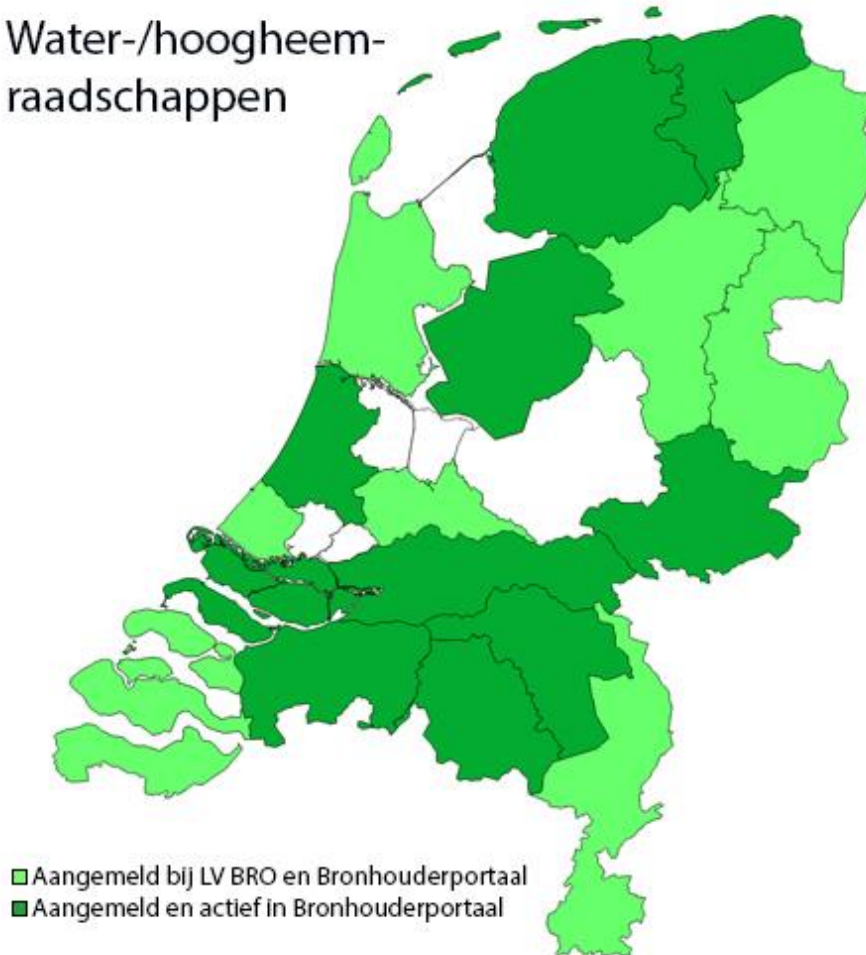 Water-/hoogheem-
raadschappen
Aangemeld bij LV BRO en Bronhouderportaal
Aangemeld en actief in Bronhouderportaal